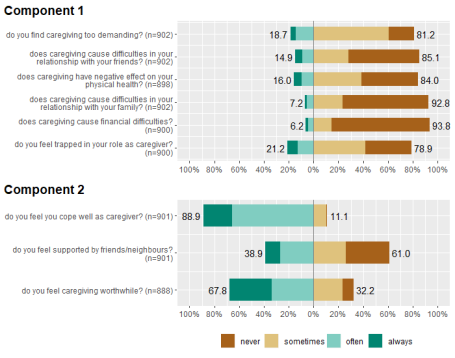 Component 1
do you find caregiving too demanding? (n=902)
18.7
81.2
does caregiving cause difficulties in your
relationship with your friends? (n=902)
14.9
85.1
does caregiving have negative effect on your
physical health? (n=898)
16.0
84.0
does caregiving cause difficulties in your
relationship with your family? (n=902)
7.2
92.8
does caregiving cause financial difficulties?
(n=900)
6.2
93.8
do you feel trapped in your role as caregiver?
(n=900)
21.2
78.9
100% 80% 60% 40% 20% 0% 20% 40% 60% 80% 100%
Component 2
do you feel you cope well as caregiver? (n=901)
88.9
11.1
do you feel supported by friends/neighbours?
(n=901)
38.9
61.0
do you feel caregiving worthwhile? (n=888)
67.8
32.2
100% 80% 60% 40% 20% 0% 20% 40% 60% 80% 100%
never sometimes often always